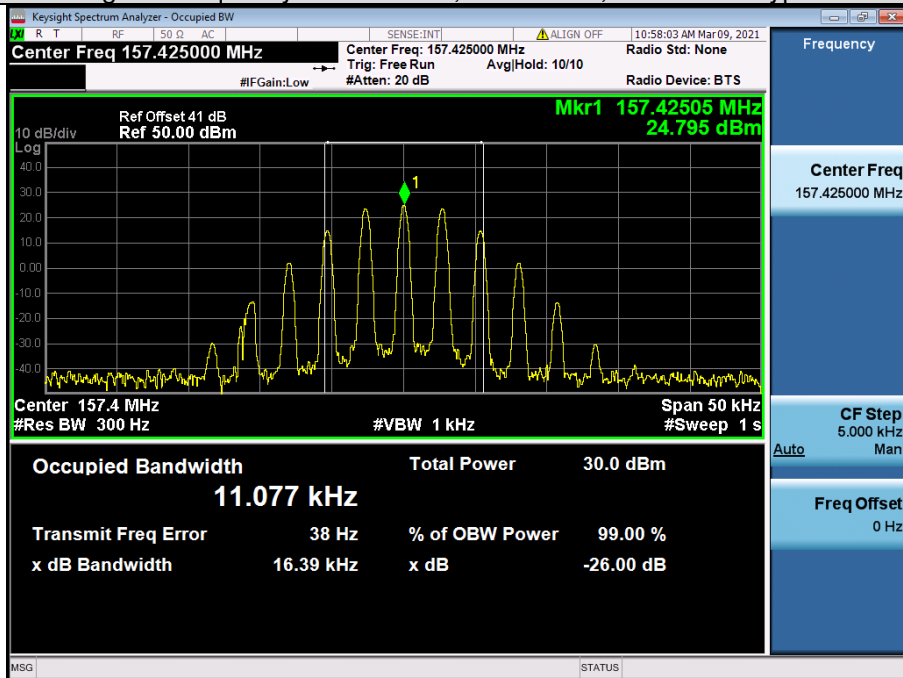 Keysight Spectrum Analyzer - Occupied BW
LXI R T RF 50 Ω AC SENSE:INT ALIGN OFF 10:58:03 AM Mar 09, 2021
Center Freq 157.425000 MHz Center Freq: 157.425000 MHz Radio Std: None
Trig: Free Run Avg|Hold: 10/10
#IFGain:Low #Atten: 20 dB Radio Device: BTS
Frequency
Mkr1 157.42505 MHz
24.795 dBm
Ref Offset 41 dB
10 dB/div Ref 50.00 dBm
Log
40.0
30.0
20.0
10.0
0.00
-10.0
-20.0
-30.0
-40.0
1
Center 157.4 MHz Span 50 kHz
#Res BW 300 Hz #VBW 1 kHz #Sweep 1 s
Center Freq
157.425000 MHz
CF Step
5.000 kHz
Auto Man
Freq Offset
0 Hz
Occupied Bandwidth Total Power 30.0 dBm
11.077 kHz
Transmit Freq Error 38 Hz % of OBW Power 99.00 %
x dB Bandwidth 16.39 kHz x dB -26.00 dB
MSG STATUS